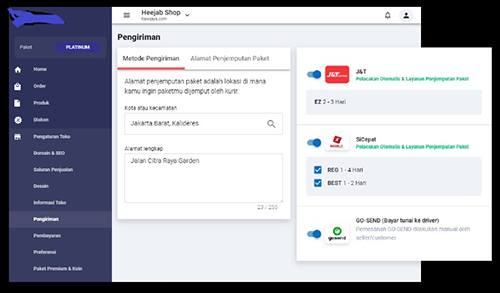 Heejab Shop
Paket
PLATINUM
Home
Order
Produk
Diskon
Pengaturan Toko
Domain & SEO
Saluran Penjualan
Desain
Informasi Toko
Pengiriman
Pembayaran
Preferensi
Paket Premium & Koin
Pengiriman
Metode Pengiriman
Alamat Penjemputan Paket
Alamat penjemputan paket adalah lokasi di mana
kamu ingin paketmu dijemput oleh kurir.
Kota atau kecamatan
Jakarta Barat, Kalideres
Alamat lengkap
Jalan Citra Raya Garden
23 / 255
J&T
J&T
Pelacakan Otomatis & Layanan Penjemputan Paket
EZ 2 - 3 Hari
SiCepat
Pelacakan Otomatis & Layanan Penjemputan Paket
REG 1 - 4 Hari
BEST 1 - 2 Hari
GO-SEND (Bayar tunai ke driver)
Pemesanan GO-SEND dilakukan manual oleh
seller/customer
gosend